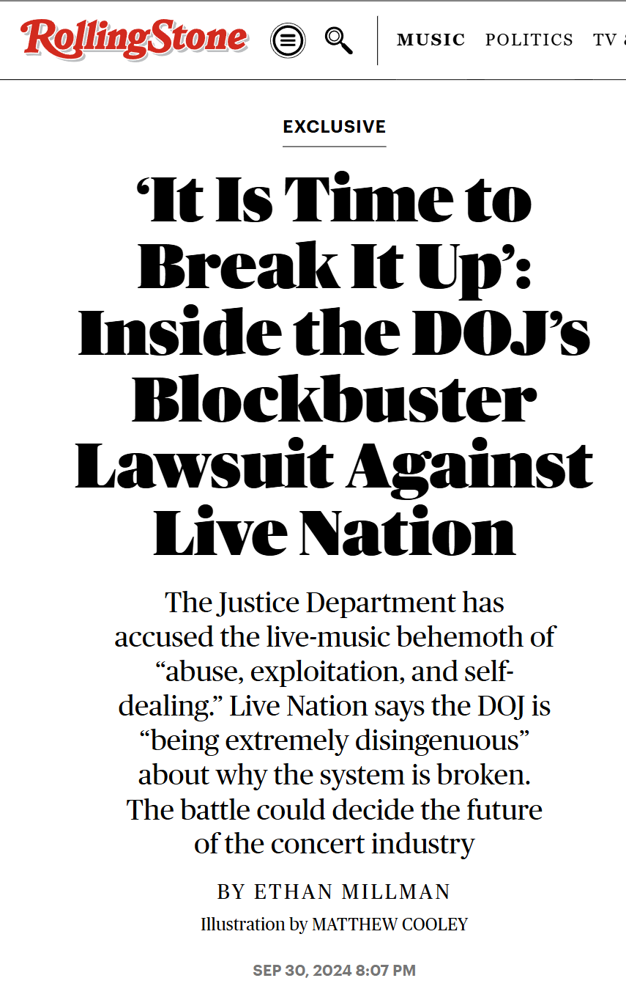 RollingStone
MUSIC POLITICS TV
EXCLUSIVE
‘It Is Time to
Break It Up’:
Inside the DOJ’s
Blockbuster
Lawsuit Against
Live Nation
The Justice Department has
accused the live-music behemoth of
“abuse, exploitation, and self-
dealing.” Live Nation says the DOJ is
“being extremely disingenuous”
about why the system is broken.
The battle could decide the future
of the concert industry
BY ETHAN MILLMAN
Illustration by MATTHEW COOLEY
SEP 30, 2024 8:07 PM